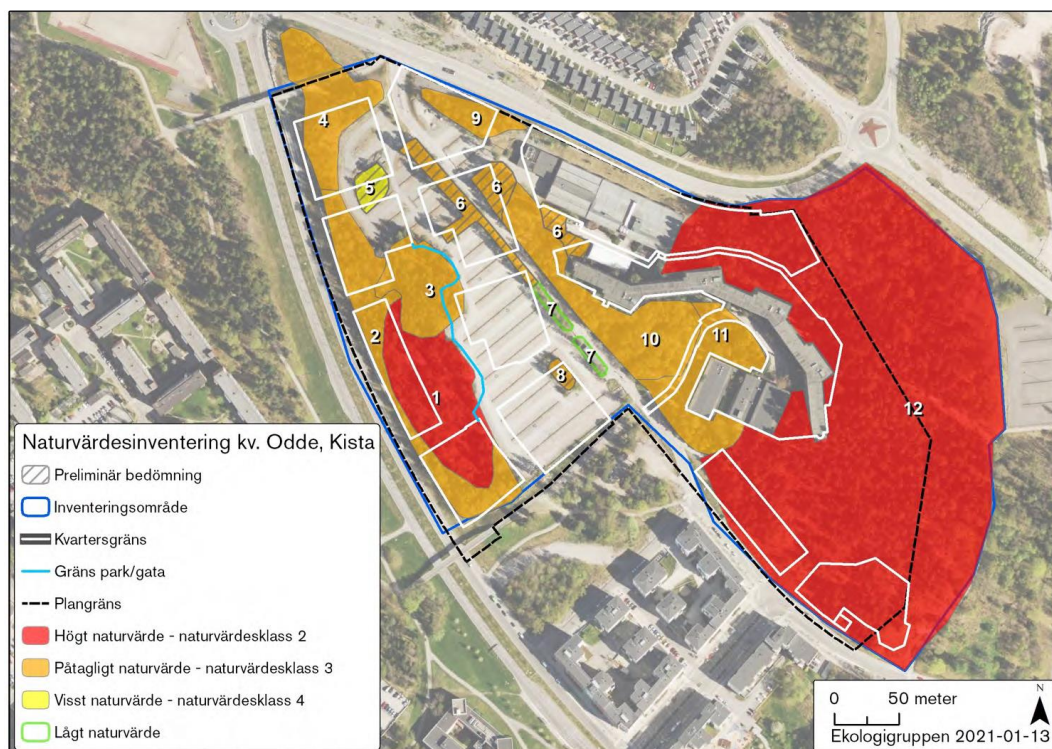 4
9
5
6
6
6
3
7
10
11
2
7
8
1
12
Naturvärdesinventering kv. Odde, Kista
Preliminär bedömning
Inventeringsområde
Kvartersgräns
Gräns park/gata
Plangräns
Högt naturvärde - naturvärdesklass 2
Påtagligt naturvärde - naturvärdesklass 3
Visst naturvärde - naturvärdesklass 4
Lågt naturvärde
0 50 meter
N
Ekologigruppen 2021-01-13